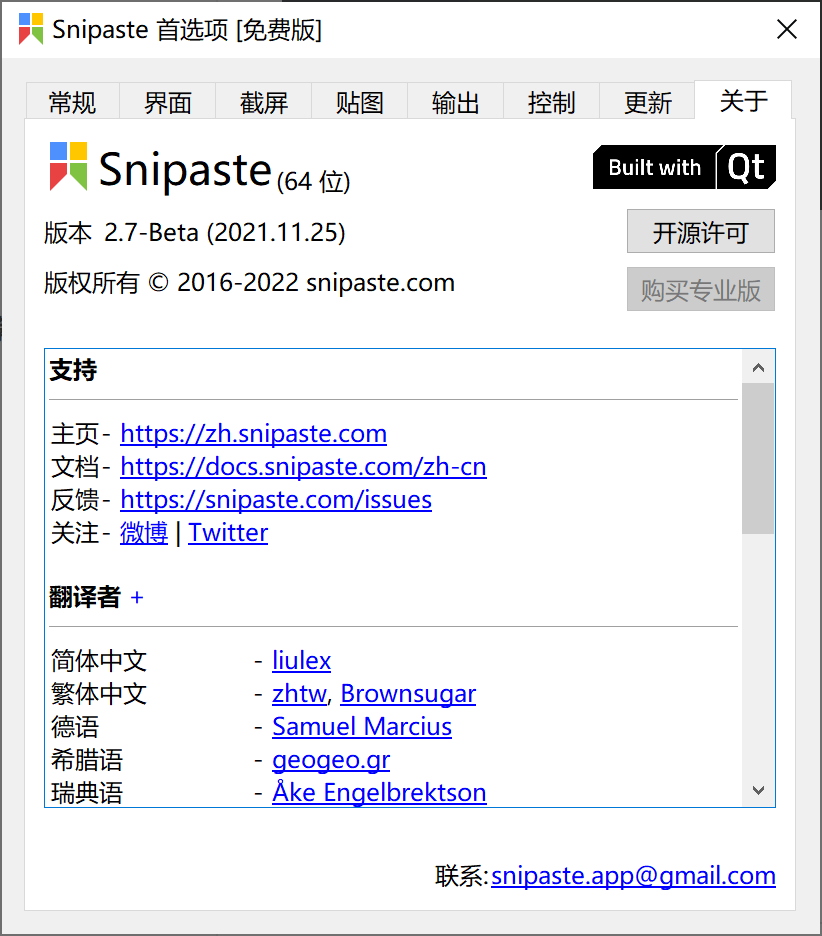 Snipaste 首选项 [免费版]
常规 界面 截屏 贴图 输出 控制 更新 关于
Snipaste (64 位)
Built with Qt
版本 2.7-Beta (2021.11.25)
开源许可
版权所有 © 2016-2022 snipaste.com
购买专业版
支持
主页- https://zh.snipaste.com
文档- https://docs.snipaste.com/zh-cn
反馈- https://snipaste.com/issues
关注- 微博 | Twitter
翻译者 +
简体中文 - liulex
繁体中文 - zhtw, Brownsugar
德语 - Samuel Marcius
希腊语 - geogeo.gr
瑞典语 - Åke Engelbrektson
联系:snipaste.app@gmail.com